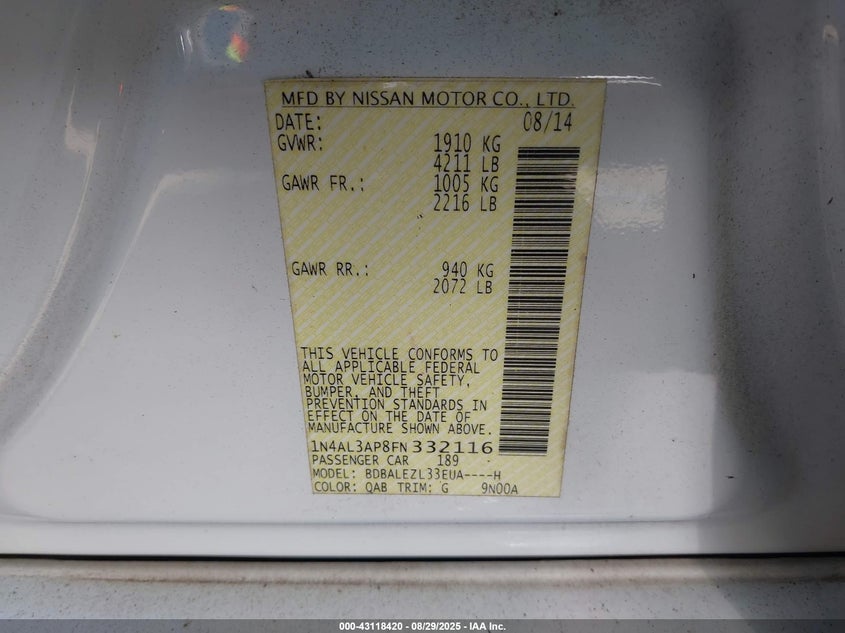 MFD BY NISSAN MOTOR CO., LTD.
DATE: 08/14
GVWR: 1910 KG
4211 LB
GAWR FR.: 1005 KG
2216 LB
GAWR RR.: 940 KG
2072 LB
THIS VEHICLE CONFORMS TO
ALL APPLICABLE FEDERAL
MOTOR VEHICLE SAFETY,
BUMPER, AND THEFT
PREVENTION STANDARDS IN
EFFECT ON THE DATE OF
MANUFACTURE SHOWN ABOVE.
1N4AL3AP8FN332116
PASSENGER CAR 189
MODEL: BDBALEZL33EUA----H
COLOR: QAB TRIM: G 9N00A
000-43118420 - 08/29/2025 - IAA Inc.